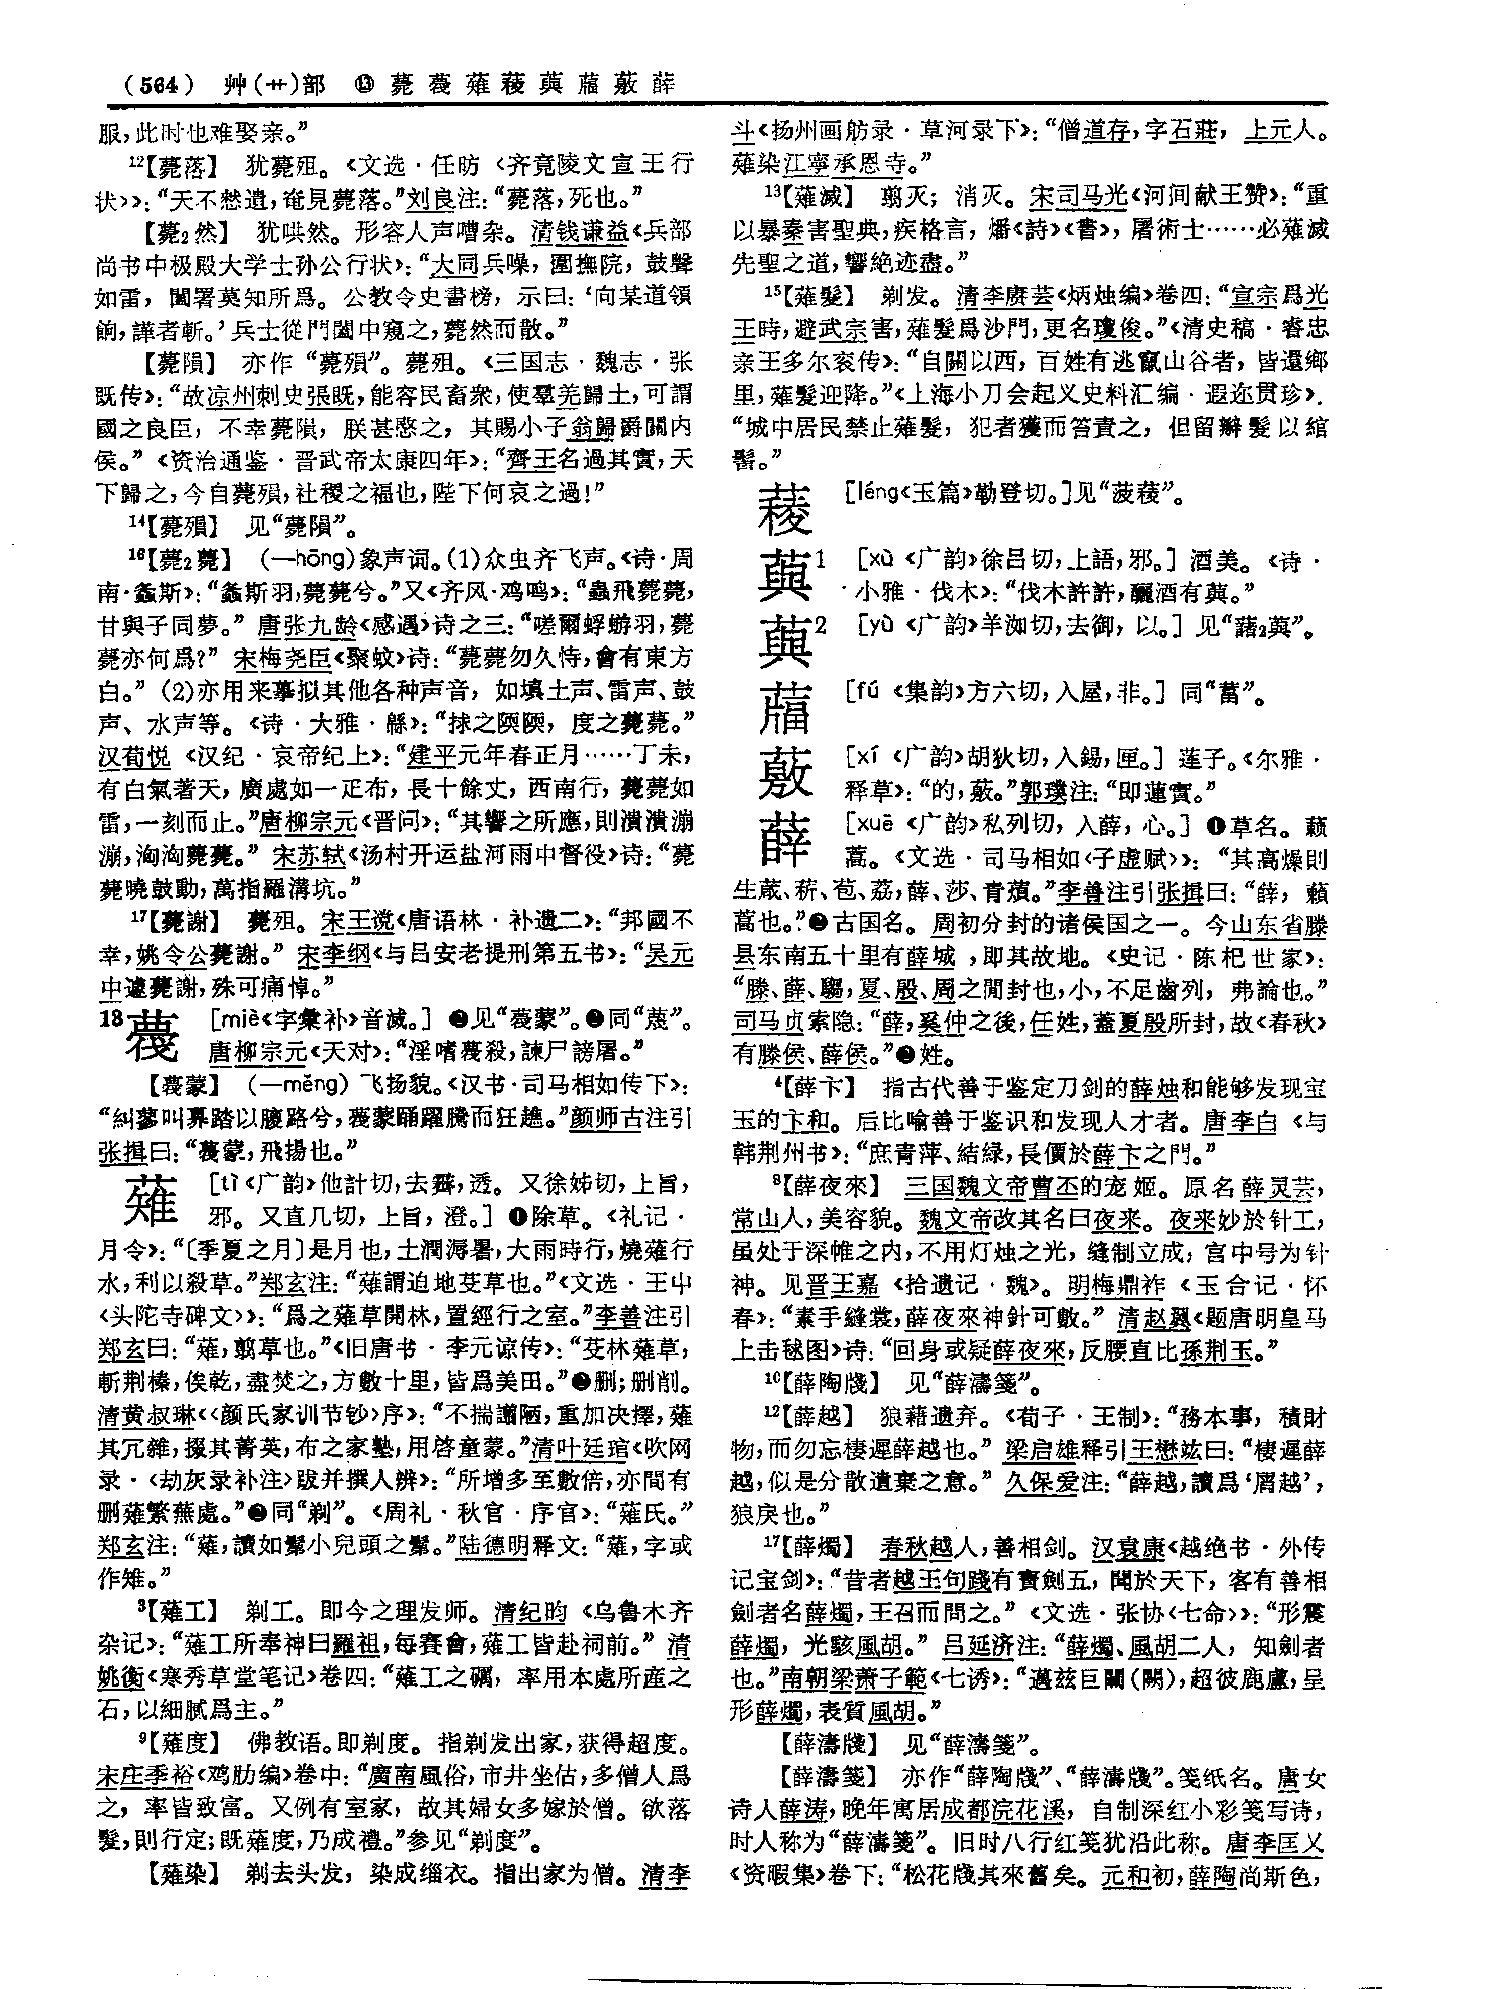 (564) 艸(艹)部 ⑬ 薨薎薙䔖藇葍薂薛
服，此时也难娶亲。”
12【薨落】 犹薨殂。《文选·任昉〈齐竟陵文宣王行
状〉》：“天不憗遺，奄見薨落。”刘良注：“薨落，死也。”
【薨2然】 犹哄然。形容人声嘈杂。清钱谦益《兵部
尚书中极殿大学士孙公行状》：“大同兵噪，圍撫院，鼓聲
如雷，闔署莫知所爲。公教令史書榜，示曰：‘向某道領
餉，譁者斬。’兵士從門闔中窺之，薨然而散。”
【薨隕】 亦作“薨殞”。薨殂。《三国志·魏志·张
既传》：“故凉州刺史張既，能容民畜衆，使羣羌歸土，可謂
國之良臣，不幸薨隕，朕甚愍之，其賜小子翁歸爵關內
侯。”《资治通鉴·晋武帝太康四年》：“齊王名過其實，天
下歸之，今自薨殞，社稷之福也，陛下何哀之過！”
14【薨殞】 见“薨隕”。
16【薨2薨】 (—hōng)象声词。(1)众虫齐飞声。《诗·周
南·螽斯》：“螽斯羽，薨薨兮。”又《齐风·鸡鸣》：“蟲飛薨薨，
甘與子同夢。”唐张九龄《感遇》诗之三：“嗟爾蜉蝣羽，薨
薨亦何爲？”宋梅尧臣《聚蚊》诗：“薨薨勿久恃，會有東方
白。”(2)亦用来摹拟其他各种声音，如填土声、雷声、鼓
声、水声等。《诗·大雅·緜》：“捄之陾陾，度之薨薨。”
汉荀悦《汉纪·哀帝纪上》：“建平元年春正月……丁未，
有白氣著天，廣處如一疋布，長十餘丈，西南行，薨薨如
雷，一刻而止。”唐柳宗元《晋问》：“其響之所應，則潰潰漰
漰，洶洶薨薨。”宋苏轼《汤村开运盐河雨中督役》诗：“薨
薨曉鼓動，萬指羅溝坑。”
17【薨謝】 薨殂。宋王谠《唐语林·补遗二》：“邦國不
幸，姚令公薨謝。”宋李纲《与吕安老提刑第五书》：“吴元
中遽薨謝，殊可痛悼。”
13薎 [miè《字彙补》音滅。]❶见“薎蒙”。❷同“蔑”。
唐柳宗元《天对》：“淫嗜薎殺，諫尸謗屠。”
【薎蒙】 (—měng)飞扬貌。《汉书·司马相如传下》：
“糾蓼叫奡踏以朡路兮，薎蒙踊躍騰而狂趭。”颜师古注引
张揖曰：“薎蒙，飛揚也。”
薙 [tì《广韵》他計切，去霽，透。又徐姊切，上旨，
邪。又直几切，上旨，澄。]❶除草。《礼记·
月令》：“〔季夏之月〕是月也，土潤溽暑，大雨時行，燒薙行
水，利以殺草。”郑玄注：“薙謂迫地芟草也。”《文选·王屮
〈头陀寺碑文〉》：“爲之薙草開林，置經行之室。”李善注引
郑玄曰：“薙，翦草也。”《旧唐书·李元谅传》：“芟林薙草，
斬荆榛，俟乾，盡焚之，方數十里，皆爲美田。”❷删；删削。
清黄叔琳《〈颜氏家训节钞〉序》：“不揣譾陋，重加决擇，薙
其冗雜，掇其菁英，布之家塾，用啓童蒙。”清叶廷琯《吹网
录·〈劫灰录补注〉跋并撰人辨》：“所增多至數倍，亦間有
删薙繁蕪處。”❸同“剃”。《周礼·秋官·序官》：“薙氏。”
郑玄注：“薙，讀如鬀小兒頭之鬀。”陆德明释文：“薙，字或
作雉。”
3【薙工】 剃工。即今之理发师。清纪昀《乌鲁木齐
杂记》：“薙工所奉神曰羅祖，每賽會，薙工皆赴祠前。”清
姚衡《寒秀草堂笔记》卷四：“薙工之礪，率用本處所產之
石，以細膩爲主。”
9【薙度】 佛教语。即剃度。指剃发出家，获得超度。
宋庄季裕《鸡肋编》卷中：“廣南風俗，市井坐估，多僧人爲
之，率皆致富。又例有室家，故其婦女多嫁於僧。欲落
髮，則行定；既薙度，乃成禮。”参见“剃度”。
【薙染】 剃去头发，染成缁衣。指出家为僧。清李
斗《扬州画舫录·草河录下》：“僧道存，字石莊，上元人。
薙染江寧承恩寺。”
13【薙滅】 翦灭；消灭。宋司马光《河间献王赞》：“重
以暴秦害聖典，疾格言，燔《詩》《書》，屠術士……必薙滅
先聖之道，響絶迹盡。”
15【薙髮】 剃发。清李赓芸《炳烛编》卷四：“宣宗爲光
王時，避武宗害，薙髮爲沙門，更名瓊俊。”《清史稿·睿忠
亲王多尔衮传》：“自關以西，百姓有逃竄山谷者，皆還鄉
里，薙髮迎降。”《上海小刀会起义史料汇编·遐迩贯珍》：
“城中居民禁止薙髮，犯者獲而笞責之，但留辮髮以綰
髻。”
䔖 [léng《玉篇》勒登切。]见“菠䔖”。
藇1 [xù《广韵》徐吕切，上語，邪。]酒美。《诗·
小雅·伐木》：“伐木許許，釃酒有藇。”
藇2 [yù《广韵》羊洳切，去御，以。]见“藷2藇”。
[fú《集韵》方六切，入屋，非。]同“葍”。
薂 [xí《广韵》胡狄切，入錫，匣。]莲子。《尔雅·
释草》：“的，薂。”郭璞注：“即蓮實。”
薛 [xuē《广韵》私列切，入薛，心。]❶草名。藾
蒿。《文选·司马相如〈子虚赋〉》：“其高燥則
生葴、菥、苞、荔，薛、莎、青薠。”李善注引张揖曰：“薛，藾
蒿也。”❷古国名。周初分封的诸侯国之一。今山东省滕
县东南五十里有薛城，即其故地。《史记·陈杞世家》：
“滕、薛、騶，夏、殷、周之閒封也，小，不足齒列，弗論也。”
司马贞索隐：“薛，奚仲之後，任姓，蓋夏殷所封，故《春秋》
有滕侯、薛侯。”❸姓。
4【薛卞】 指古代善于鉴定刀剑的薛烛和能够发现宝
玉的卞和。后比喻善于鉴识和发现人才者。唐李白《与
韩荆州书》：“庶青萍、結緑，長價於薛卞之門。”
8【薛夜來】 三国魏文帝曹丕的宠姬。原名薛灵芸，
常山人，美容貌。魏文帝改其名曰夜来。夜来妙於针工，
虽处于深帷之内，不用灯烛之光，缝制立成，宫中号为针
神。见晋王嘉《拾遗记·魏》。明梅鼎祚《玉合记·怀
春》：“素手縫裳，薛夜來神針可數。”清赵翼《题唐明皇马
上击毬图》诗：“回身或疑薛夜來，反腰直比孫荆玉。”
10【薛陶牋】 见“薛濤箋”。
12【薛越】 狼藉遗弃。《荀子·王制》：“務本事，積財
物，而勿忘棲遲薛越也。”梁启雄释引王懋竑曰：“棲遲薛
越，似是分散遺棄之意。”久保爱注：“薛越，讀爲‘屑越’，
狼戾也。”
17【薛燭】 春秋越人，善相剑。汉袁康《越绝书·外传
记宝剑》：“昔者越王句踐有寶劍五，聞於天下，客有善相
劍者名薛燭，王召而問之。”《文选·张协〈七命〉》：“形震
薛燭，光駭風胡。”吕延济注：“薛燭、風胡二人，知劍者
也。”南朝梁萧子範《七诱》：“邁兹巨闕(闕)，超彼鹿盧，呈
形薛燭，表質風胡。”
【薛濤牋】 见“薛濤箋”。
【薛濤箋】 亦作“薛陶牋”、“薛濤牋”。笺纸名。唐女
诗人薛涛，晚年寓居成都浣花溪，自制深红小彩笺写诗，
时人称为“薛濤箋”。旧时八行红笺犹沿此称。唐李匡乂
《资暇集》卷下：“松花牋其來舊矣。元和初，薛陶尚斯色，